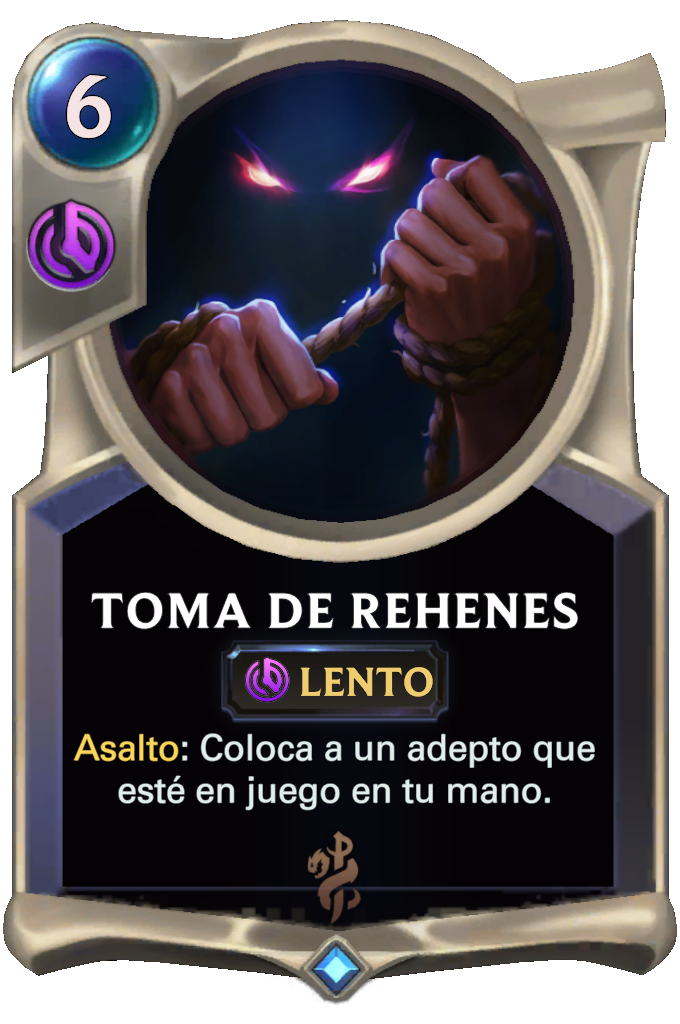 6
TOMA DE REHENES
LENTO
Asalto: Coloca a un adepto que
esté en juego en tu mano.